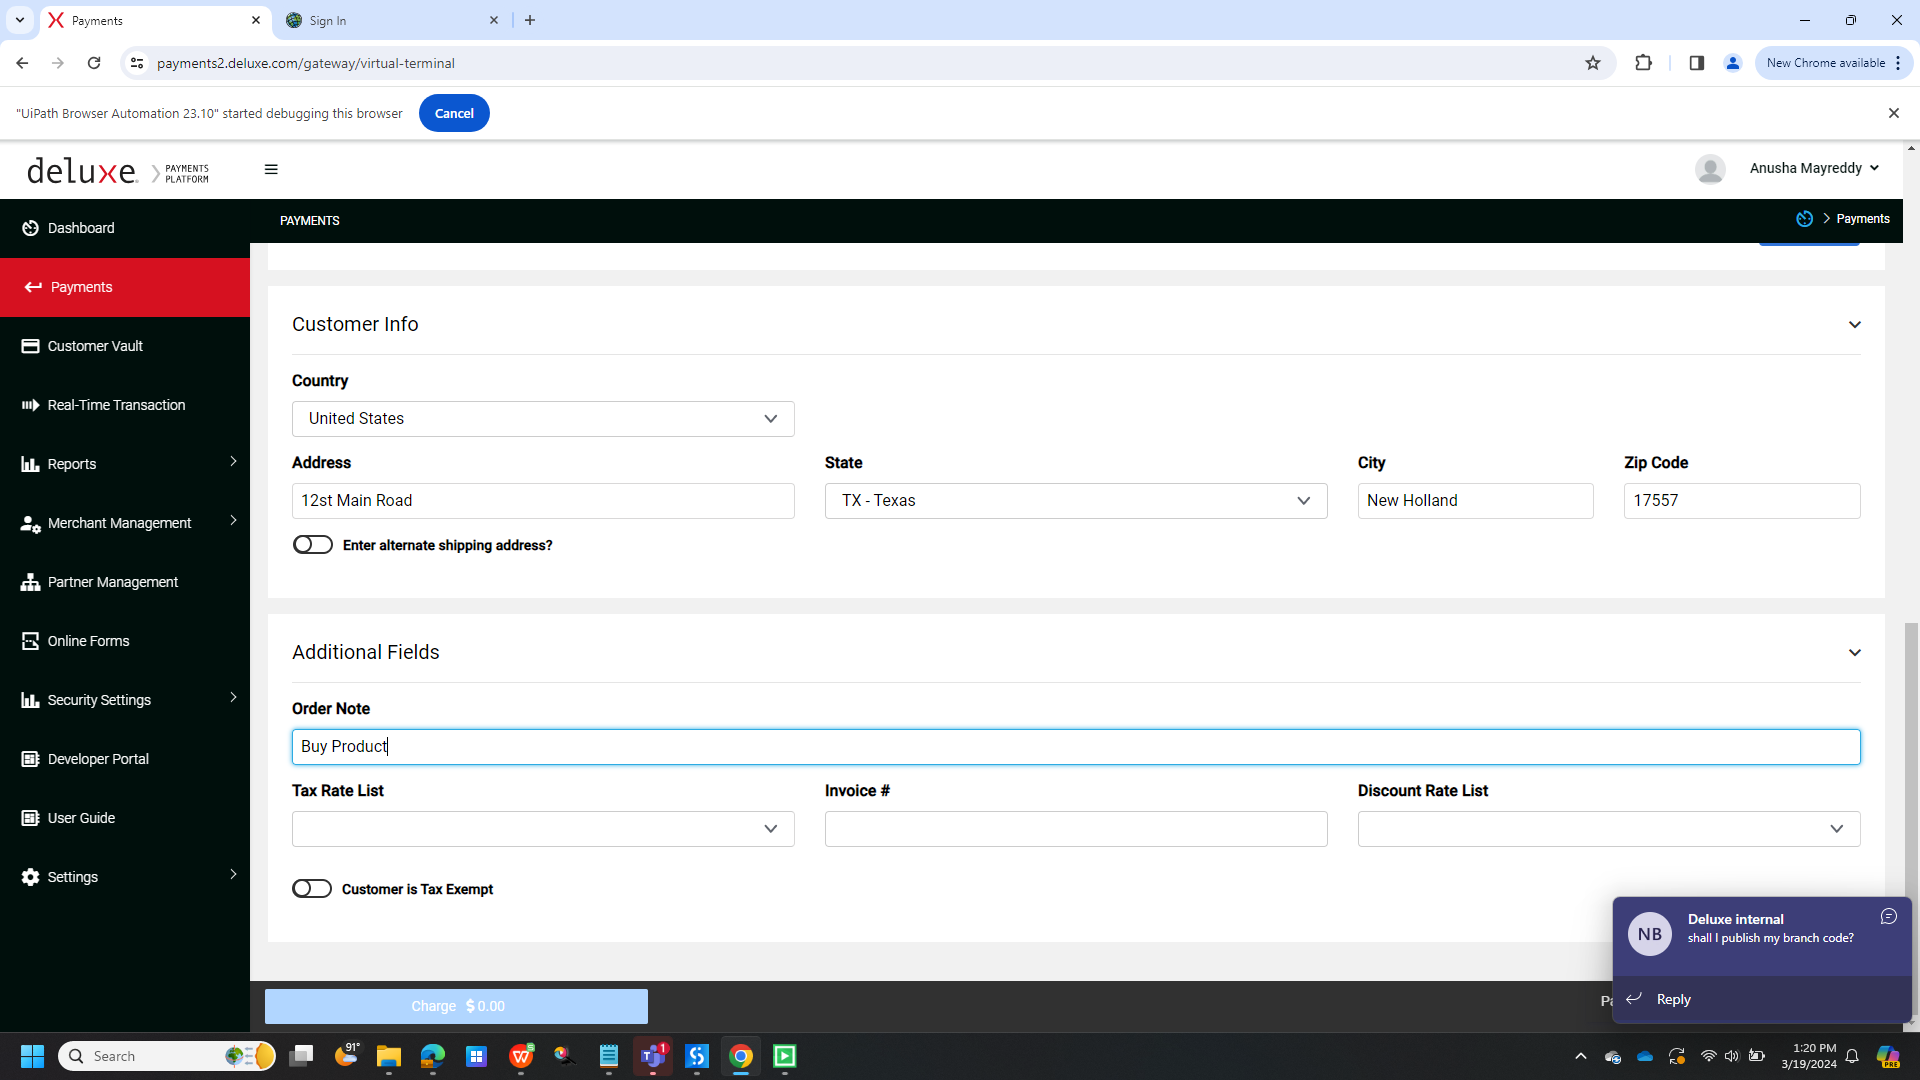 Payments
Sign In
payments2.deluxe.com/gateway/virtual-terminal
New Chrome available
"UiPath Browser Automation 23.10" started debugging this browser
Cancel
deluxe.
PAYMENTS
PLATFORM
Anusha Mayreddy
PAYMENTS
Payments
Dashboard
Payments
Customer Vault
Real-Time Transaction
Reports
Merchant Management
Partner Management
Online Forms
Security Settings
Developer Portal
User Guide
Settings
Customer Info
Country
United States
Address
State
City
Zip Code
12st Main Road
TX - Texas
New Holland
17557
Enter alternate shipping address?
Additional Fields
Order Note
Buy Product
Tax Rate List
Invoice #
Discount Rate List
Customer is Tax Exempt
Charge $0.00
NB
Deluxe internal
shall I publish my branch code?
Reply
Search
91°
1
1:20 PM
3/19/2024
PRE